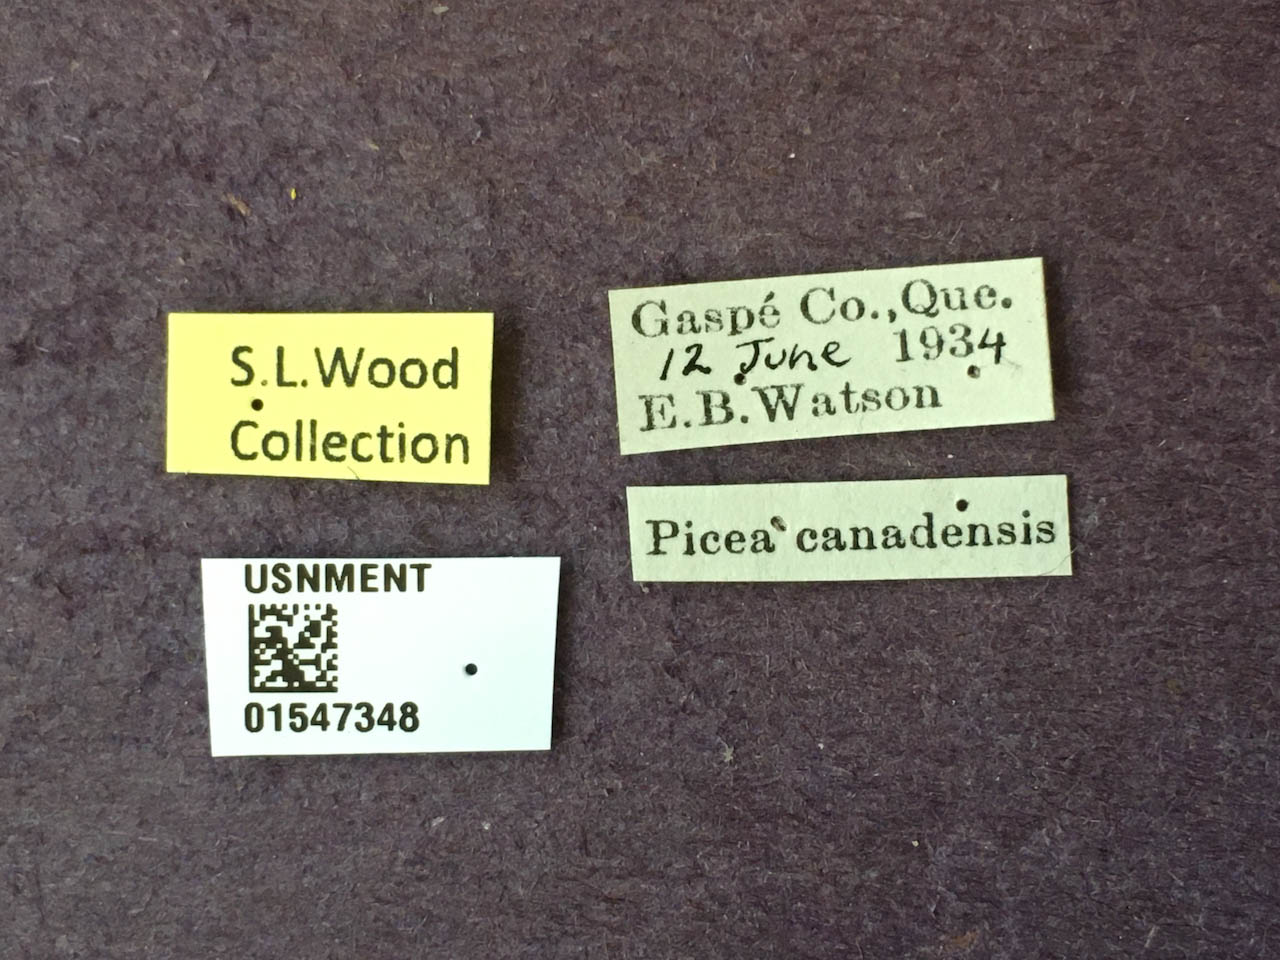 S.L.Wood
Collection
Gaspé Co., Que.
12 June 1934
E.B.Watson
Picea canadensis
USNMENT
01547348